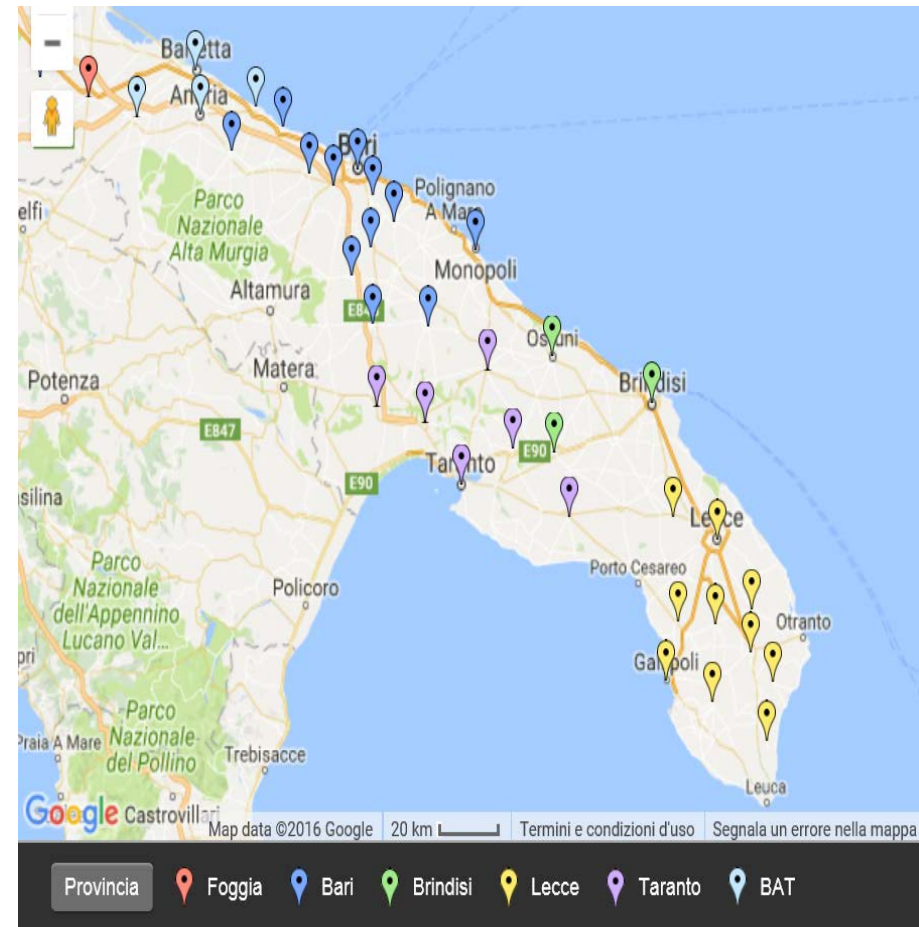 Barletta
Andria
Bari
elfi
Parco
Nazionale
Alta Murgia
Polignano
A Mare
Monopoli
Altamura
E843
Ostuni
Matera
Potenza
Brindisi
E847
Taranto
E90
E90
silina
Lecce
Porto Cesareo
Parco
Nazionale
dell'Appennino
Lucano Val...
Policoro
Otranto
pri
Gallipoli
Parco
Nazionale
del Pollino
Praia A Mare
Trebisacce
Leuca
Google
Castrovillari
Map data ©2016 Google 20 km Termini e condizioni d'uso Segnala un errore nella mappa
Provincia Foggia Bari Brindisi Lecce Taranto BAT